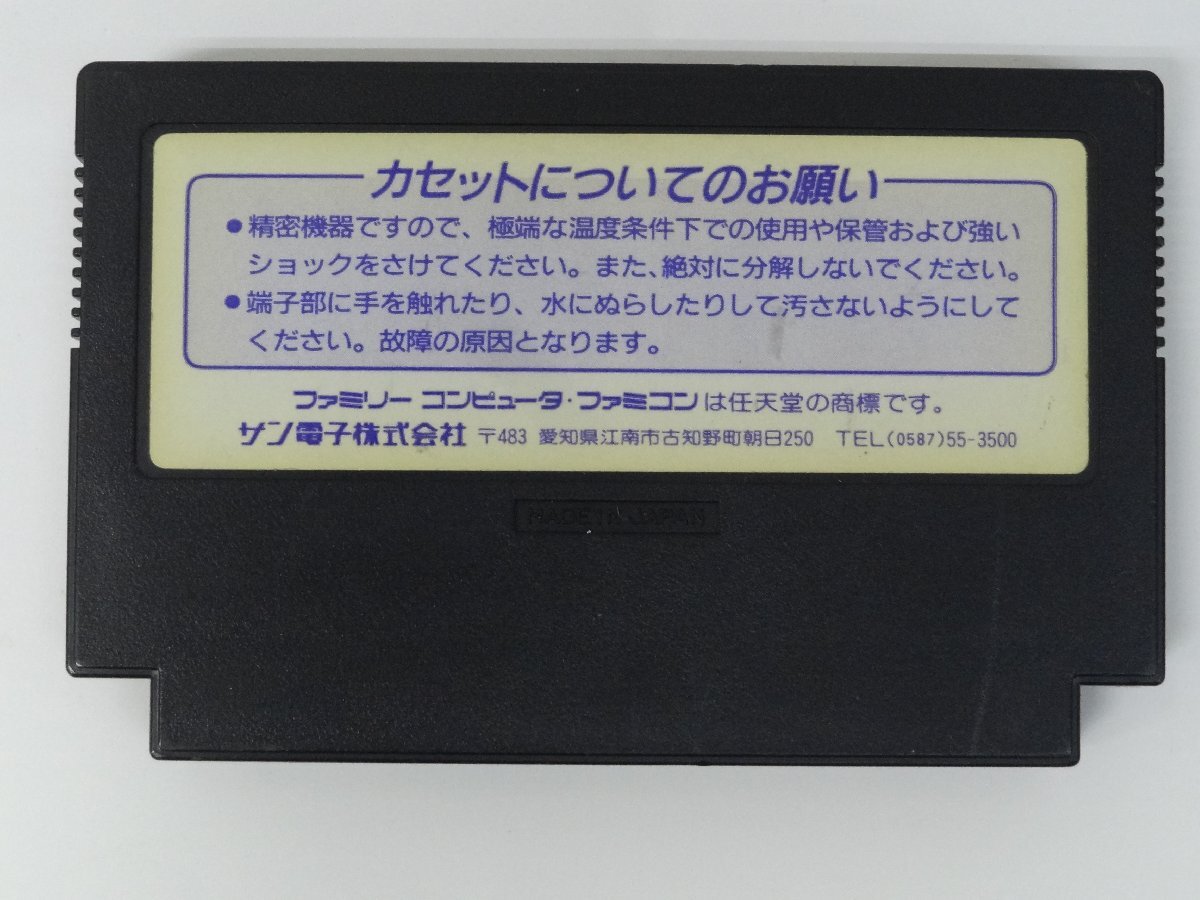 カセットについてのお願い
●精密機器ですので、極端な温度条件下での使用や保管および強い
ショックをさけてください。また、絶対に分解しないでください。
●端子部に手を触れたり、水にぬらしたりして汚さないようにして
ください。故障の原因となります。
ファミリー コンピュータ・ファミコンは任天堂の商標です。
サン電子株式会社 〒483 愛知県江南市古知野町朝日250 TEL(0587)55-3500
MADE IN JAPAN